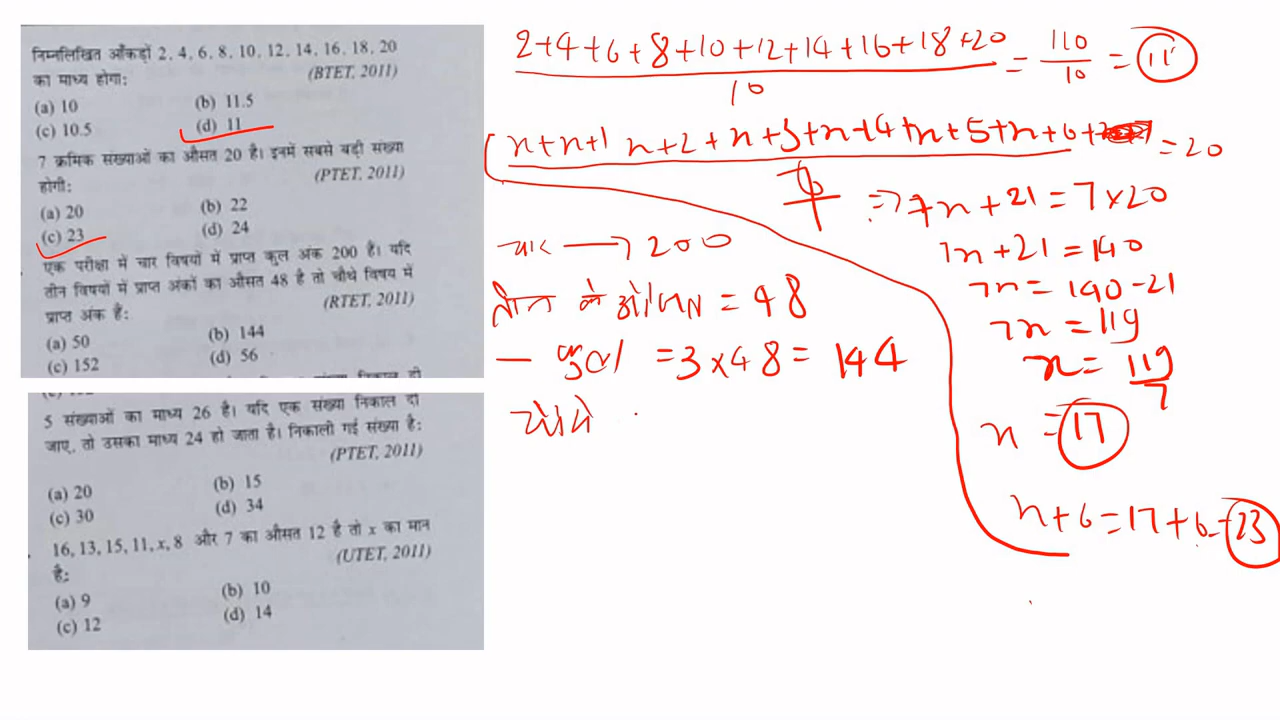 निम्नलिखित आँकड़ों 2, 4, 6, 8, 10, 12, 14, 16, 18, 20
का माध्य होगा: (BTET, 2011)
(a) 10 (b) 11.5
(c) 10.5 (d) 11
7 क्रमिक संख्याओं का औसत 20 है। इनमें सबसे बड़ी संख्या
होगी: (PTET, 2011)
(a) 20 (b) 22
(c) 23 (d) 24
एक परीक्षा में चार विषयों में प्राप्त कुल अंक 200 है। यदि
तीन विषयों में प्राप्त अंकों का औसत 48 है तो चौथे विषय में
प्राप्त अंक हैं: (RTET, 2011)
(a) 50 (b) 144
(c) 152 (d) 56
5 संख्याओं का माध्य 26 है। यदि एक संख्या निकाल दी
जाए, तो उसका माध्य 24 हो जाता है। निकाली गई संख्या है:
(PTET, 2011)
(a) 20 (b) 15
(c) 30 (d) 34
16, 13, 15, 11, x, 8 और 7 का औसत 12 है तो x का मान
है: (UTET, 2011)
(a) 9 (b) 10
(c) 12 (d) 14
2+4+6+8+10+12+14+16+18+20 = 110 = 11
10 10
n+n+1 n+2+n+3+n+4+n+5+n+6+ = 20
7
⇒ 7n+21=7×20
7n+21=140
7n=140-21
7n=119
n=119
7
n=17
n+6=17+6=23
चार → 200
तीन के औसत = 48
कुल =3×48=144
चौथे